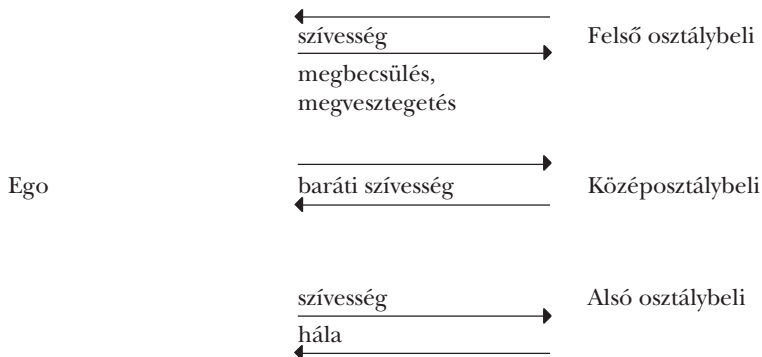 szívesség Felső osztálybeli
megbecsülés,
megvesztegetés
Ego baráti szívesség Középosztálybeli
szívesség Alsó osztálybeli
hála